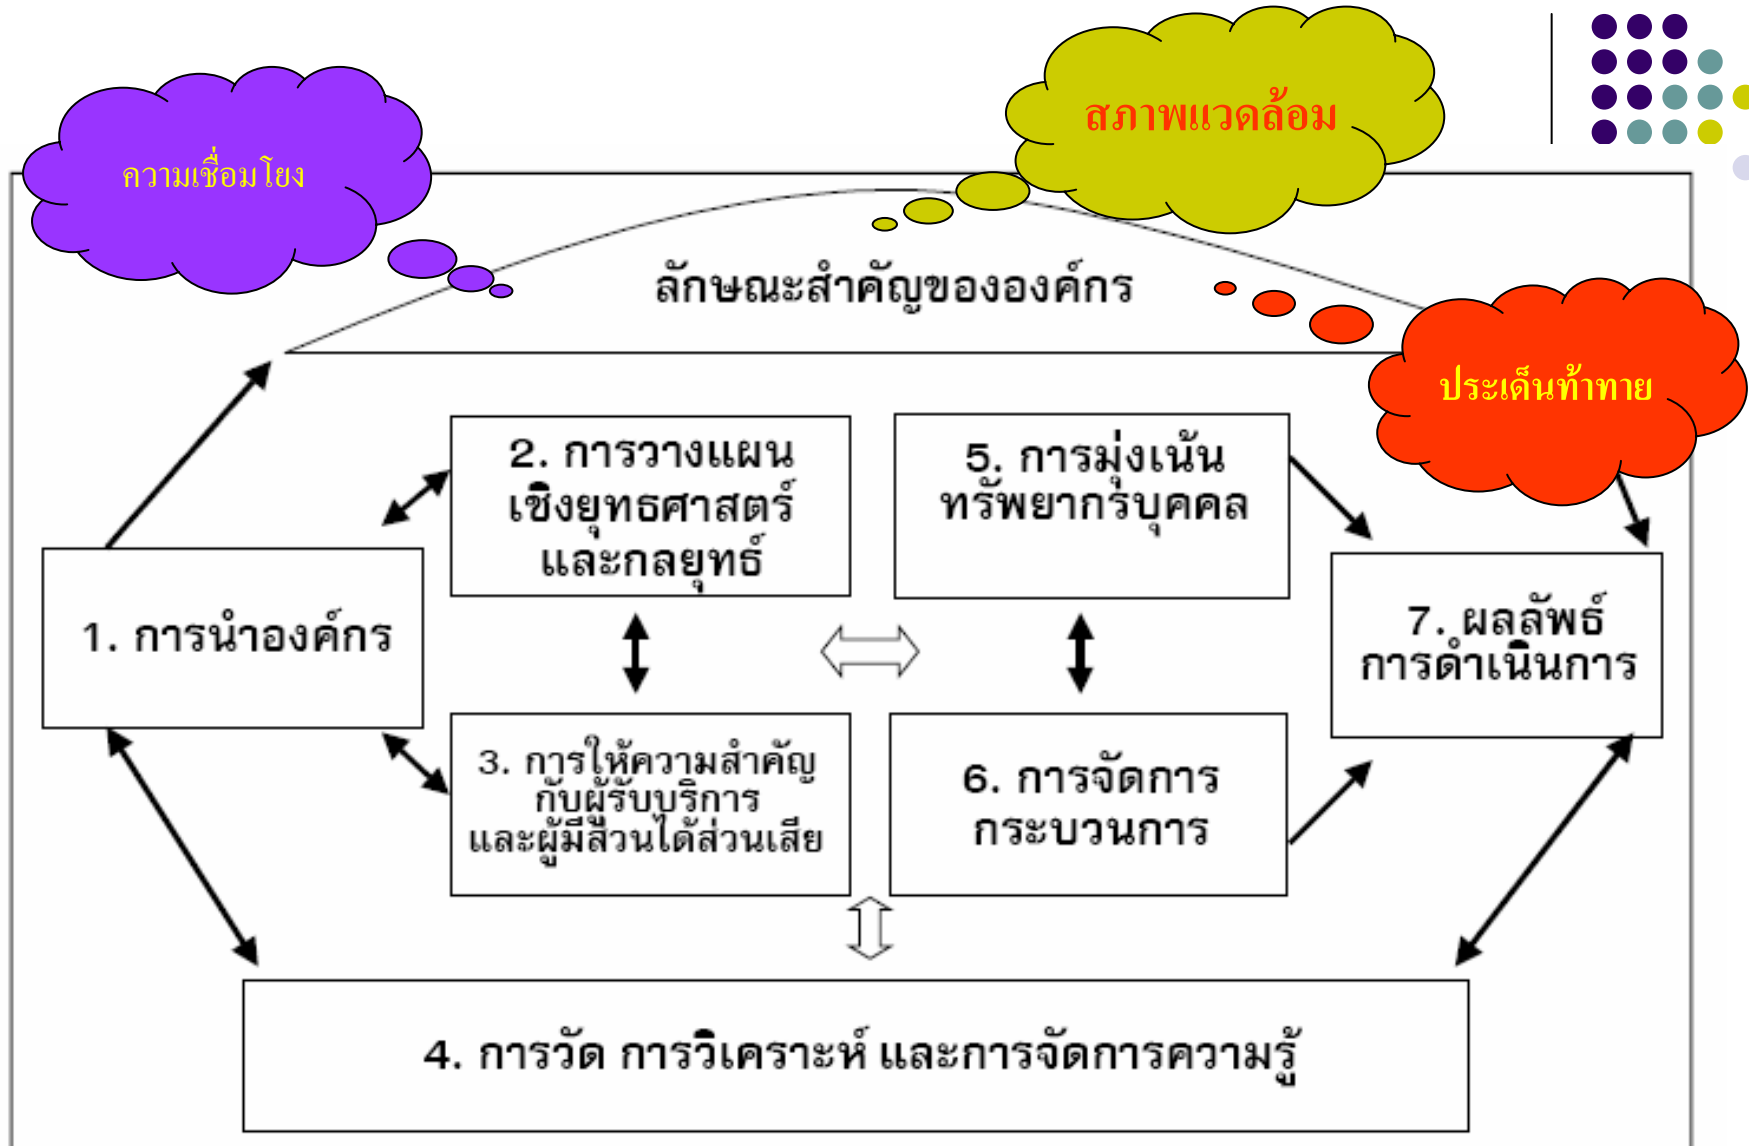 สภาพแวดล้อม
ความเชื่อมโยง
ลักษณะสำคัญขององค์กร
ประเด็นท้าทาย
2. การวางแผน
เชิงยุทธศาสตร์
และกลยุทธ์
5. การมุ่งเน้น
ทรัพยากรบุคคล
1. การนำองค์กร
7. ผลลัพธ์
การดำเนินการ
3. การให้ความสำคัญ
กับผู้รับบริการ
และผู้มีส่วนได้ส่วนเสีย
6. การจัดการ
กระบวนการ
4. การวัด การวิเคราะห์ และการจัดการความรู้